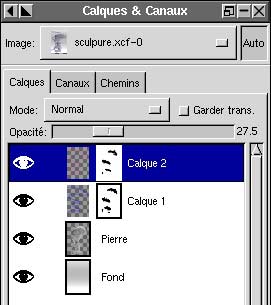 Calques & Canaux
Image: sculpure.xcf-0 Auto
Calques Canaux Chemins
Mode: Normal Garder trans.
Opacité: 27.5
Calque 2
Calque 1
Pierre
Fond